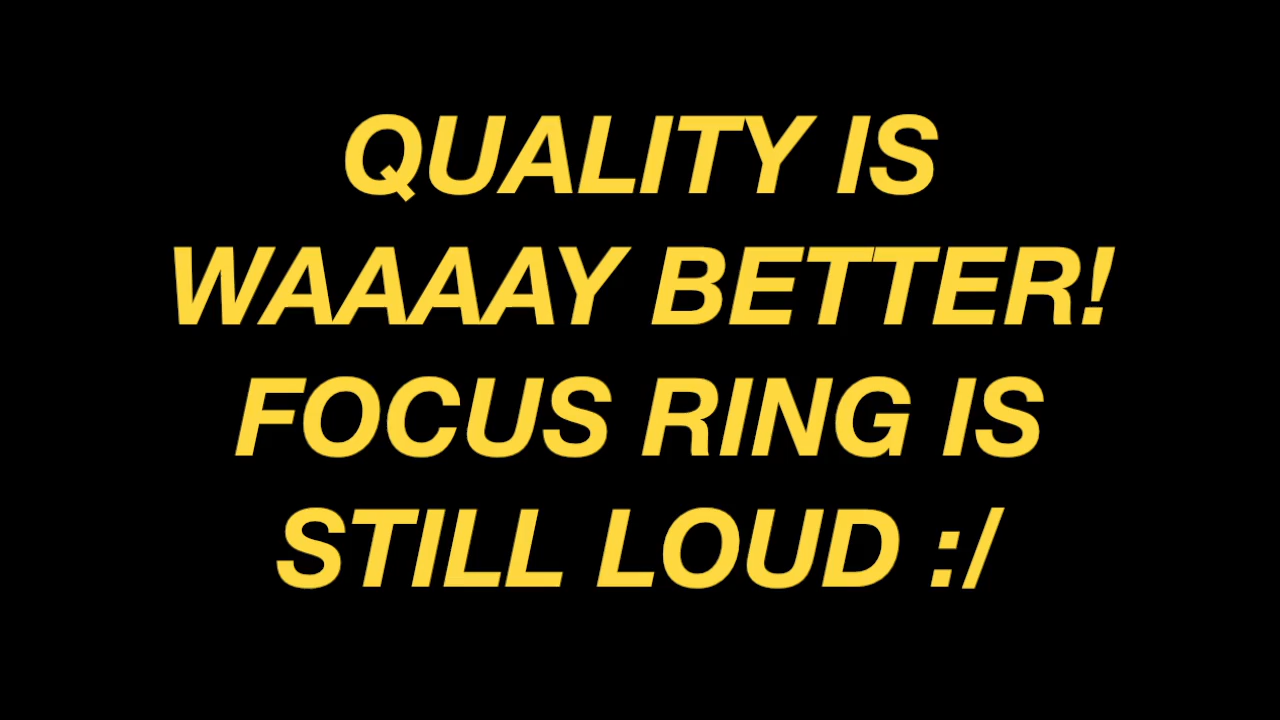 QUALITY IS
WAAAAY BETTER!
FOCUS RING IS
STILL LOUD :/